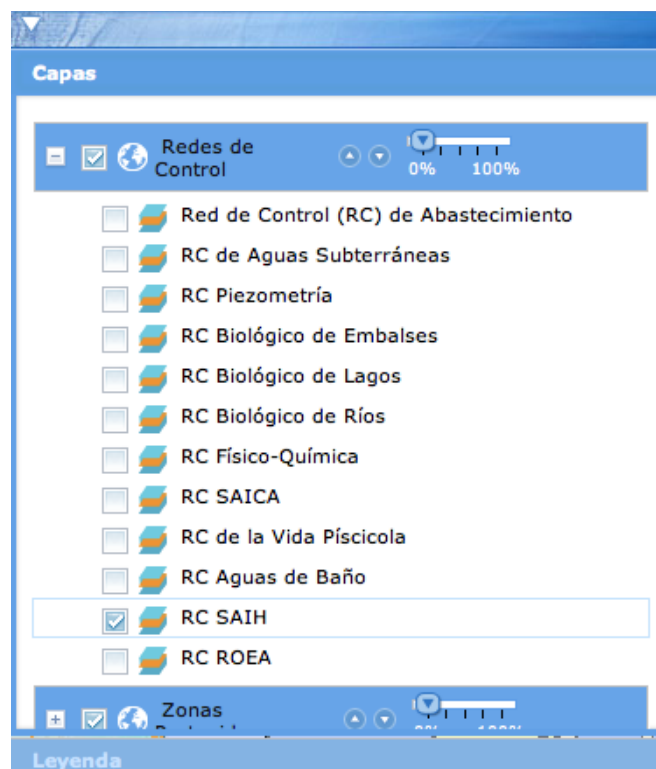 Capas
Redes de
Control
0% 100%
Red de Control (RC) de Abastecimiento
RC de Aguas Subterráneas
RC Piezometría
RC Biológico de Embalses
RC Biológico de Lagos
RC Biológico de Ríos
RC Físico-Química
RC SAICA
RC de la Vida Píscicola
RC Aguas de Baño
RC SAIH
RC ROEA
Zonas
Leyenda